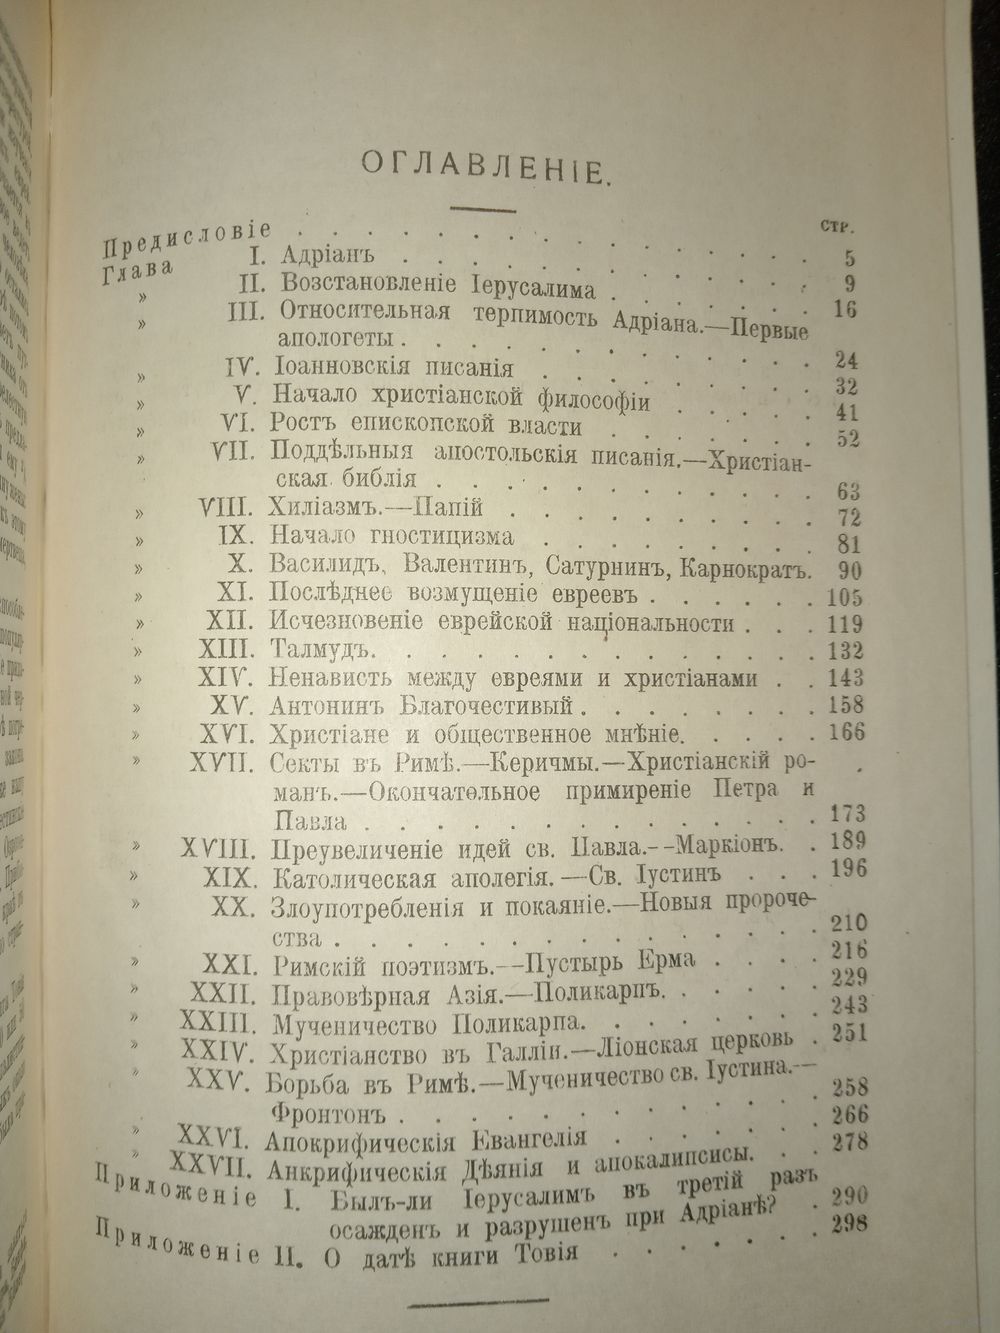 ОГЛАВЛЕНІЕ.
СТР.
Предисловіе . . . . . . . . . . 5
Глава I. Адріанъ . . . . . . . . . . 9
» II. Возстановленіе Іерусалима . . . . . 16
» III. Относительная терпимость Адріана.—Первые
апологеты . . . . . . . . . . 24
» IV. Іоанновскія писанія . . . . . . . 32
» V. Начало христіанской философіи . . . . 41
» VI. Ростъ епископской власти . . . . . 52
» VII. Поддѣльныя апостольскія писанія.—Христіан-
ская библія . . . . . . . . . . 63
» VIII. Хиліазмъ.—Папій . . . . . . . . 72
» IX. Начало гностицизма . . . . . . . 81
» X. Василидъ, Валентинъ, Сатурнинъ, Карнократъ. 90
» XI. Послѣднее возмущеніе евреевъ . . . . . 105
» XII. Исчезновеніе еврейской національности . . . 119
» XIII. Талмудъ. . . . . . . . . . . . 132
» XIV. Ненависть между евреями и христіанами . . 143
» XV. Антонинъ Благочестивый . . . . . . . 158
» XVI. Христіане и общественное мнѣніе. . . . . 166
» XVII. Секты въ Римѣ.—Керичмы.—Христіанскій ро-
манъ.—Окончательное примиреніе Петра и
Павла . . . . . . . . . . . . 173
» XVIII. Преувеличеніе идей св. Павла.--Маркіонъ. . 189
» XIX. Католическая апологія.—Св. Іустинъ . . . 196
» XX. Злоупотребленія и покаяніе.—Новыя пророче-
ства . . . . . . . . . . . . . 210
» XXI. Римскій поэтизмъ.--Пустырь Ерма . . . . 216
» XXII. Правовѣрная Азія.—Поликарпъ. . . . . . 229
» XXIII. Мученичество Поликарпа. . . . . . . . 243
» XXIV. Христіанство въ Галліи.—Ліонская церковь . 251
» XXV. Борьба въ Римѣ.—Мученичество св. Іустина.—
Фронтонъ . . . . . . . . . . . 258
» XXVI. Апокрифическія Евангелія . . . . . . 266
» XXVII. Анкрифическія Дѣянія и апокалипсисы. . . 278
Приложеніе I. Былъ-ли Іерусалимъ въ третій разъ
осажденъ и разрушенъ при Адріанѣ? . 290
Приложеніе II. О датѣ книги Товія . . . . . . 298